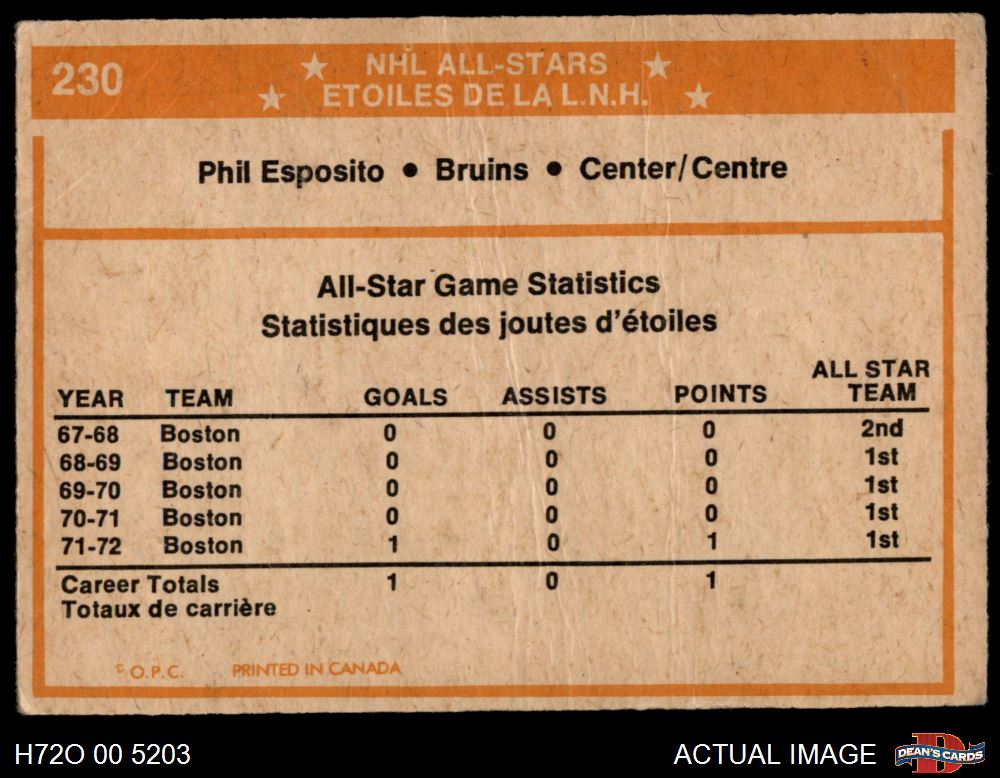 230
NHL ALL-STARS
ETOILES DE LA L.N.H.
Phil Esposito • Bruins • Center/Centre
All-Star Game Statistics
Statistiques des joutes d'étoiles
YEAR TEAM GOALS ASSISTS POINTS ALL STAR TEAM
67-68 Boston 0 0 0 2nd
68-69 Boston 0 0 0 1st
69-70 Boston 0 0 0 1st
70-71 Boston 0 0 0 1st
71-72 Boston 1 0 1 1st
Career Totals 1 0 1
Totaux de carrière
© O.P.C. PRINTED IN CANADA
H72O 00 5203
ACTUAL IMAGE
DEAN'S CARDS